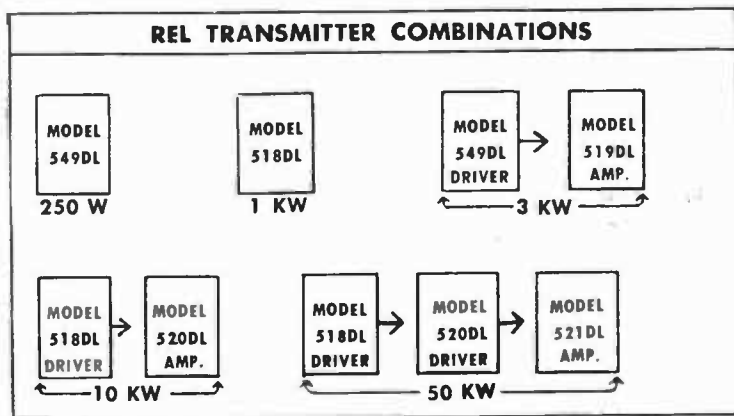 REL TRANSMITTER COMBINATIONS
MODEL
549DL
250 W
MODEL
518DL
1 KW
MODEL
549DL
DRIVER
MODEL
519DL
AMP.
3 KW
MODEL
518DL
DRIVER
MODEL
520DL
AMP.
10 KW
MODEL
518DL
DRIVER
MODEL
520DL
DRIVER
MODEL
521DL
AMP.
50 KW